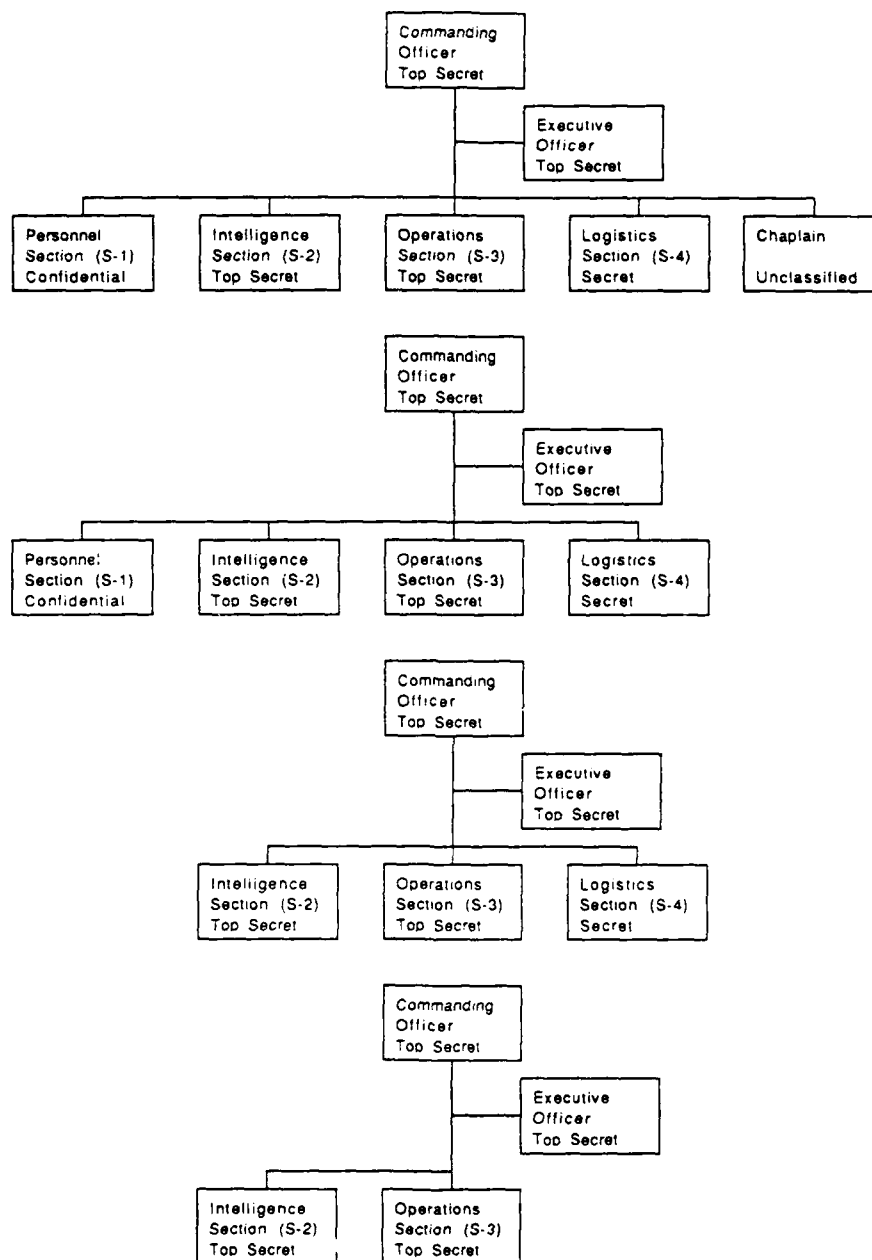 Commanding
Officer
Top Secret
Executive
Officer
Top Secret
Personnel
Section (S-1)
Confidential
Intelligence
Section (S-2)
Top Secret
Operations
Section (S-3)
Top Secret
Logistics
Section (S-4)
Secret
Chaplain
Unclassified
Commanding
Officer
Top Secret
Executive
Officer
Top Secret
Personnel
Section (S-1)
Confidential
Intelligence
Section (S-2)
Top Secret
Operations
Section (S-3)
Top Secret
Logistics
Section (S-4)
Secret
Commanding
Officer
Top Secret
Executive
Officer
Top Secret
Intelligence
Section (S-2)
Top Secret
Operations
Section (S-3)
Top Secret
Logistics
Section (S-4)
Secret
Commanding
Officer
Top Secret
Executive
Officer
Top Secret
Intelligence
Section (S-2)
Top Secret
Operations
Section (S-3)
Top Secret